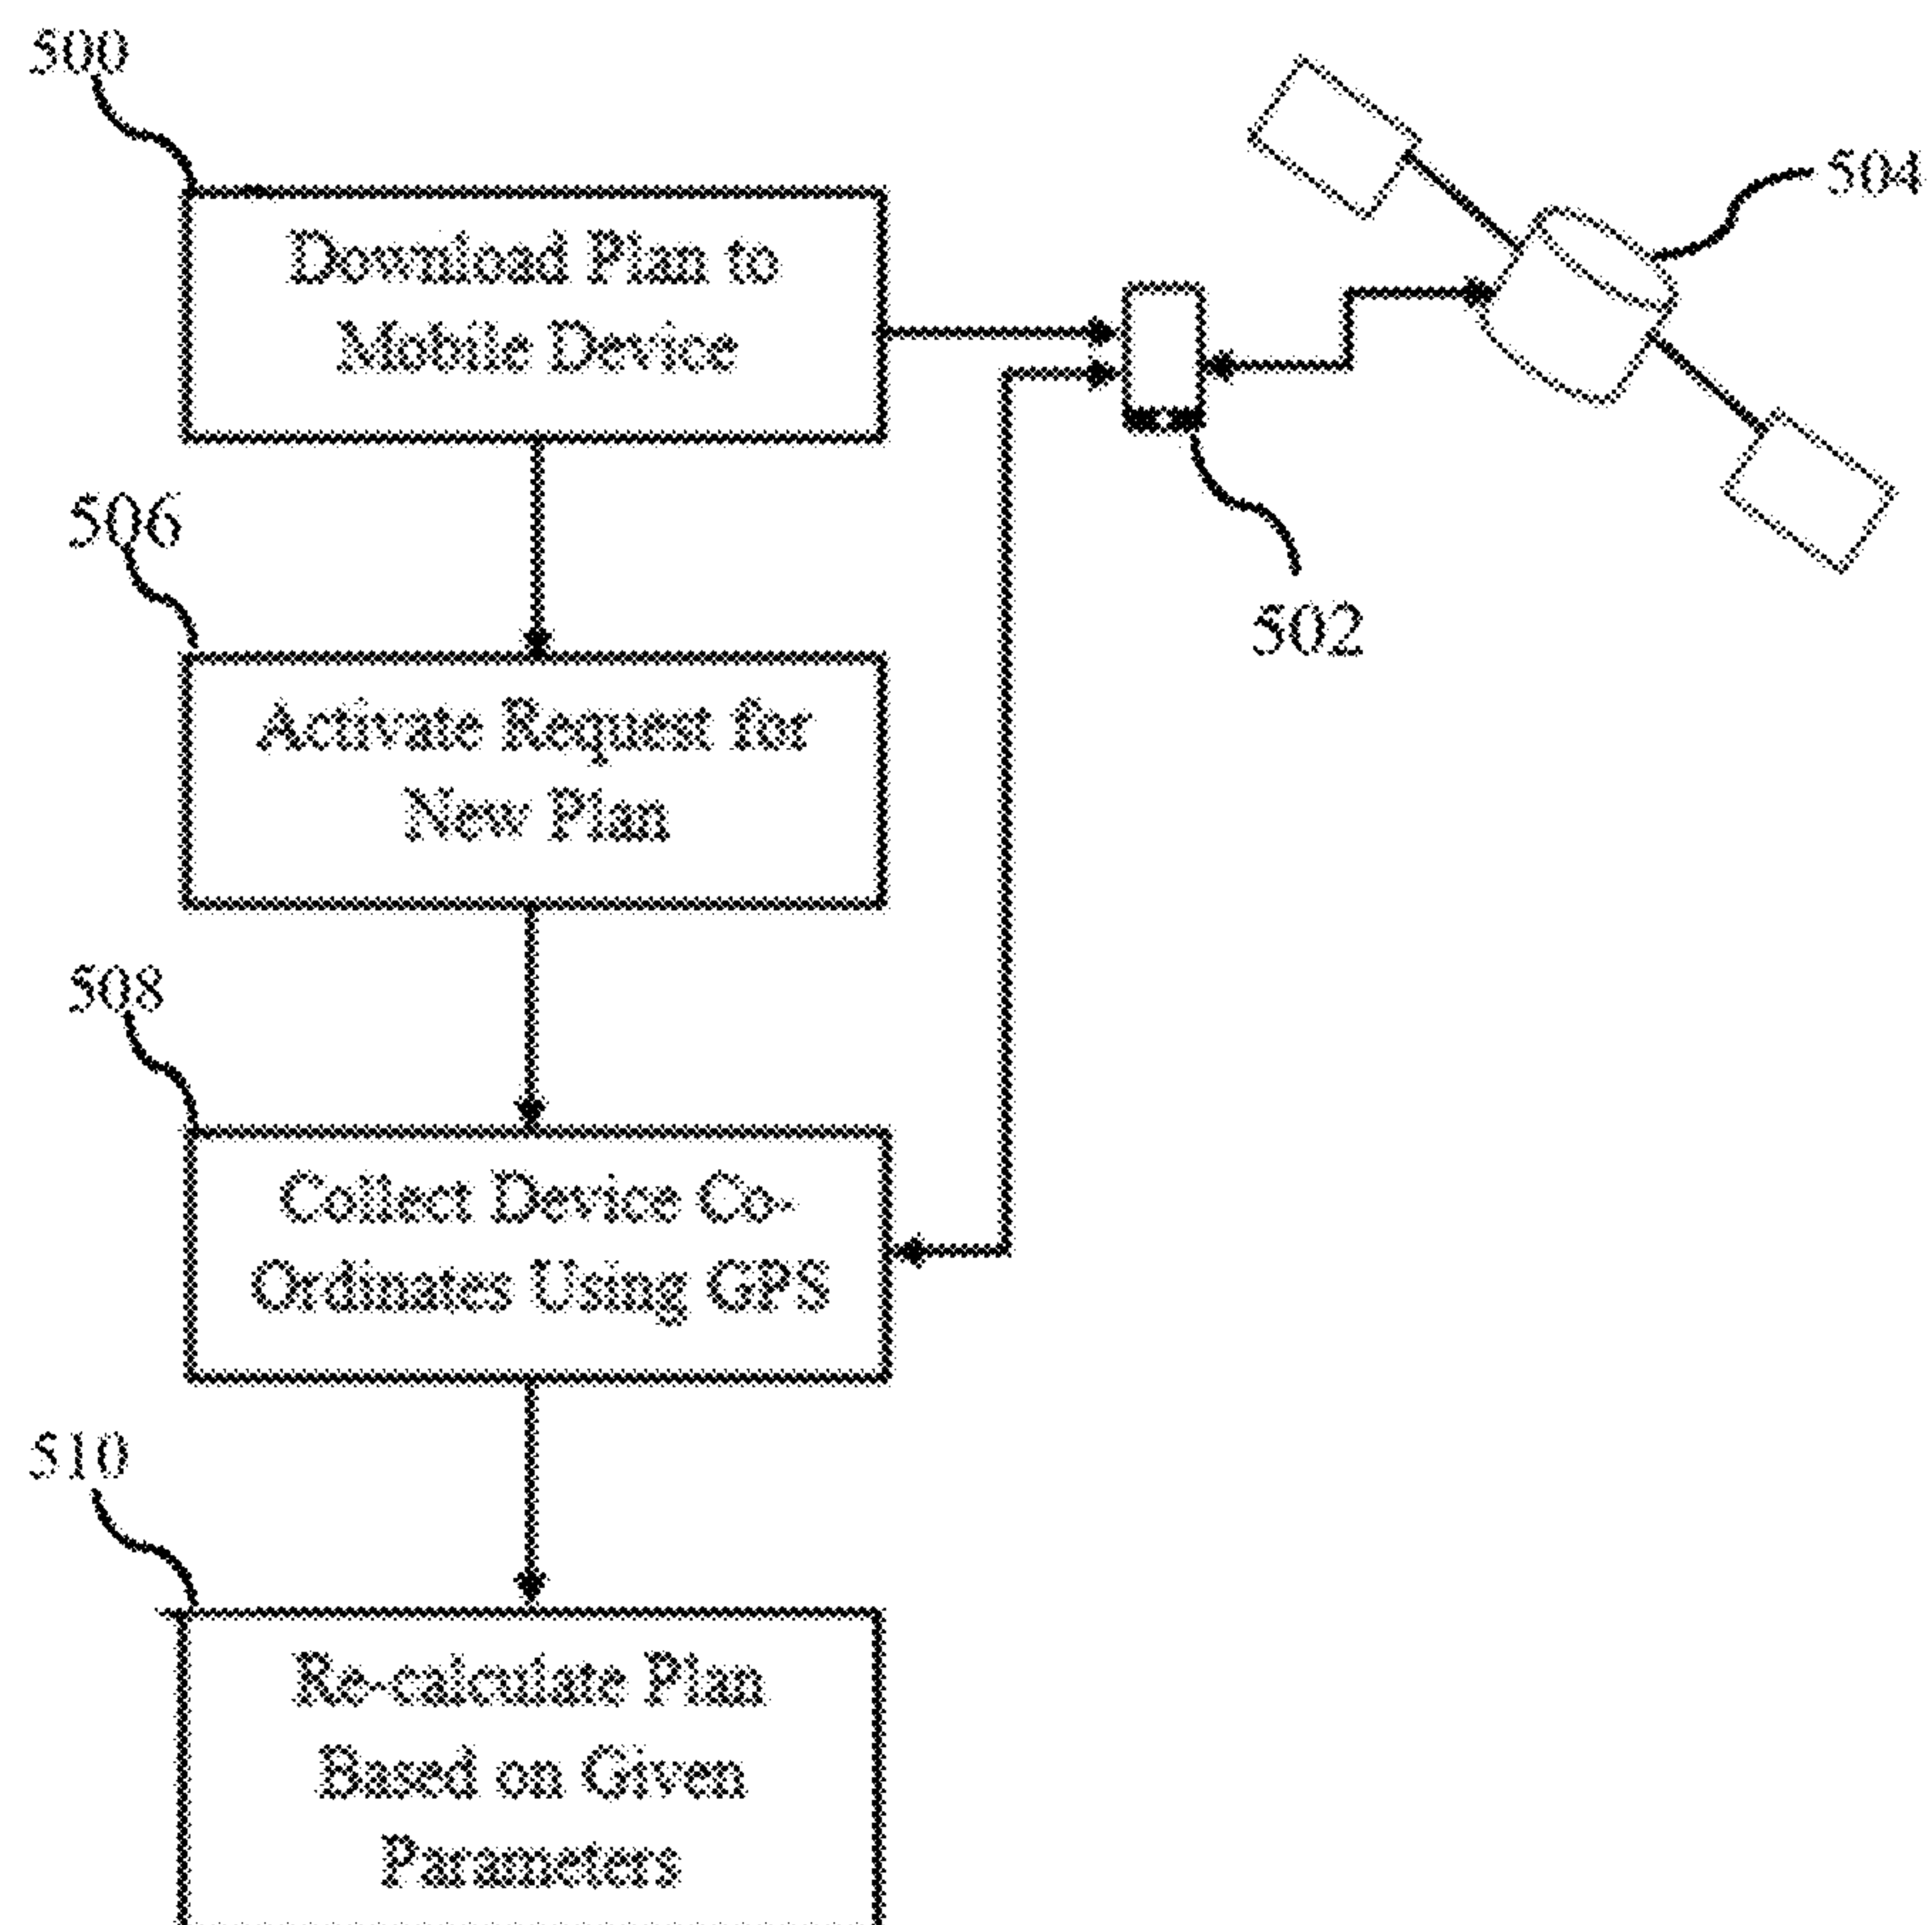 500
504
Download Plan to
Mobile Device
506
502
Activate Request for
New Plan
508
Collect Device Co-
Ordinates Using GPS
510
Re-calculate Plan
Based on Given
Parameters